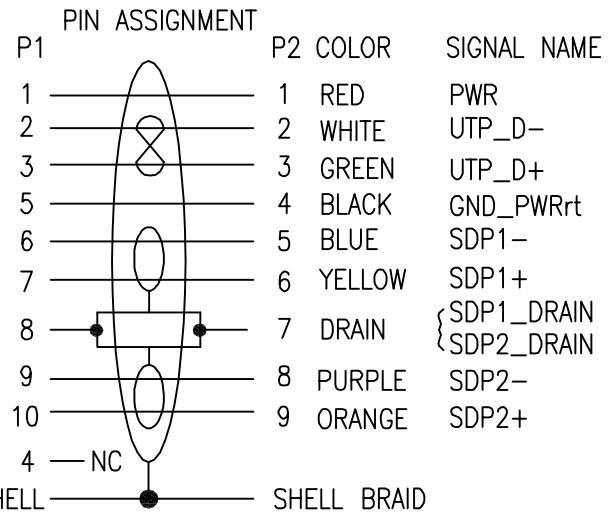 PIN ASSIGNMENT
P1 P2 COLOR SIGNAL NAME
1 1 RED PWR
2 2 WHITE UTP_D-
3 3 GREEN UTP_D+
5 4 BLACK GND_PWRrt
6 5 BLUE SDP1-
7 6 YELLOW SDP1+
8 7 DRAIN { SDP1_DRAIN
SDP2_DRAIN
9 8 PURPLE SDP2-
10 9 ORANGE SDP2+
4 NC
HELL SHELL BRAID